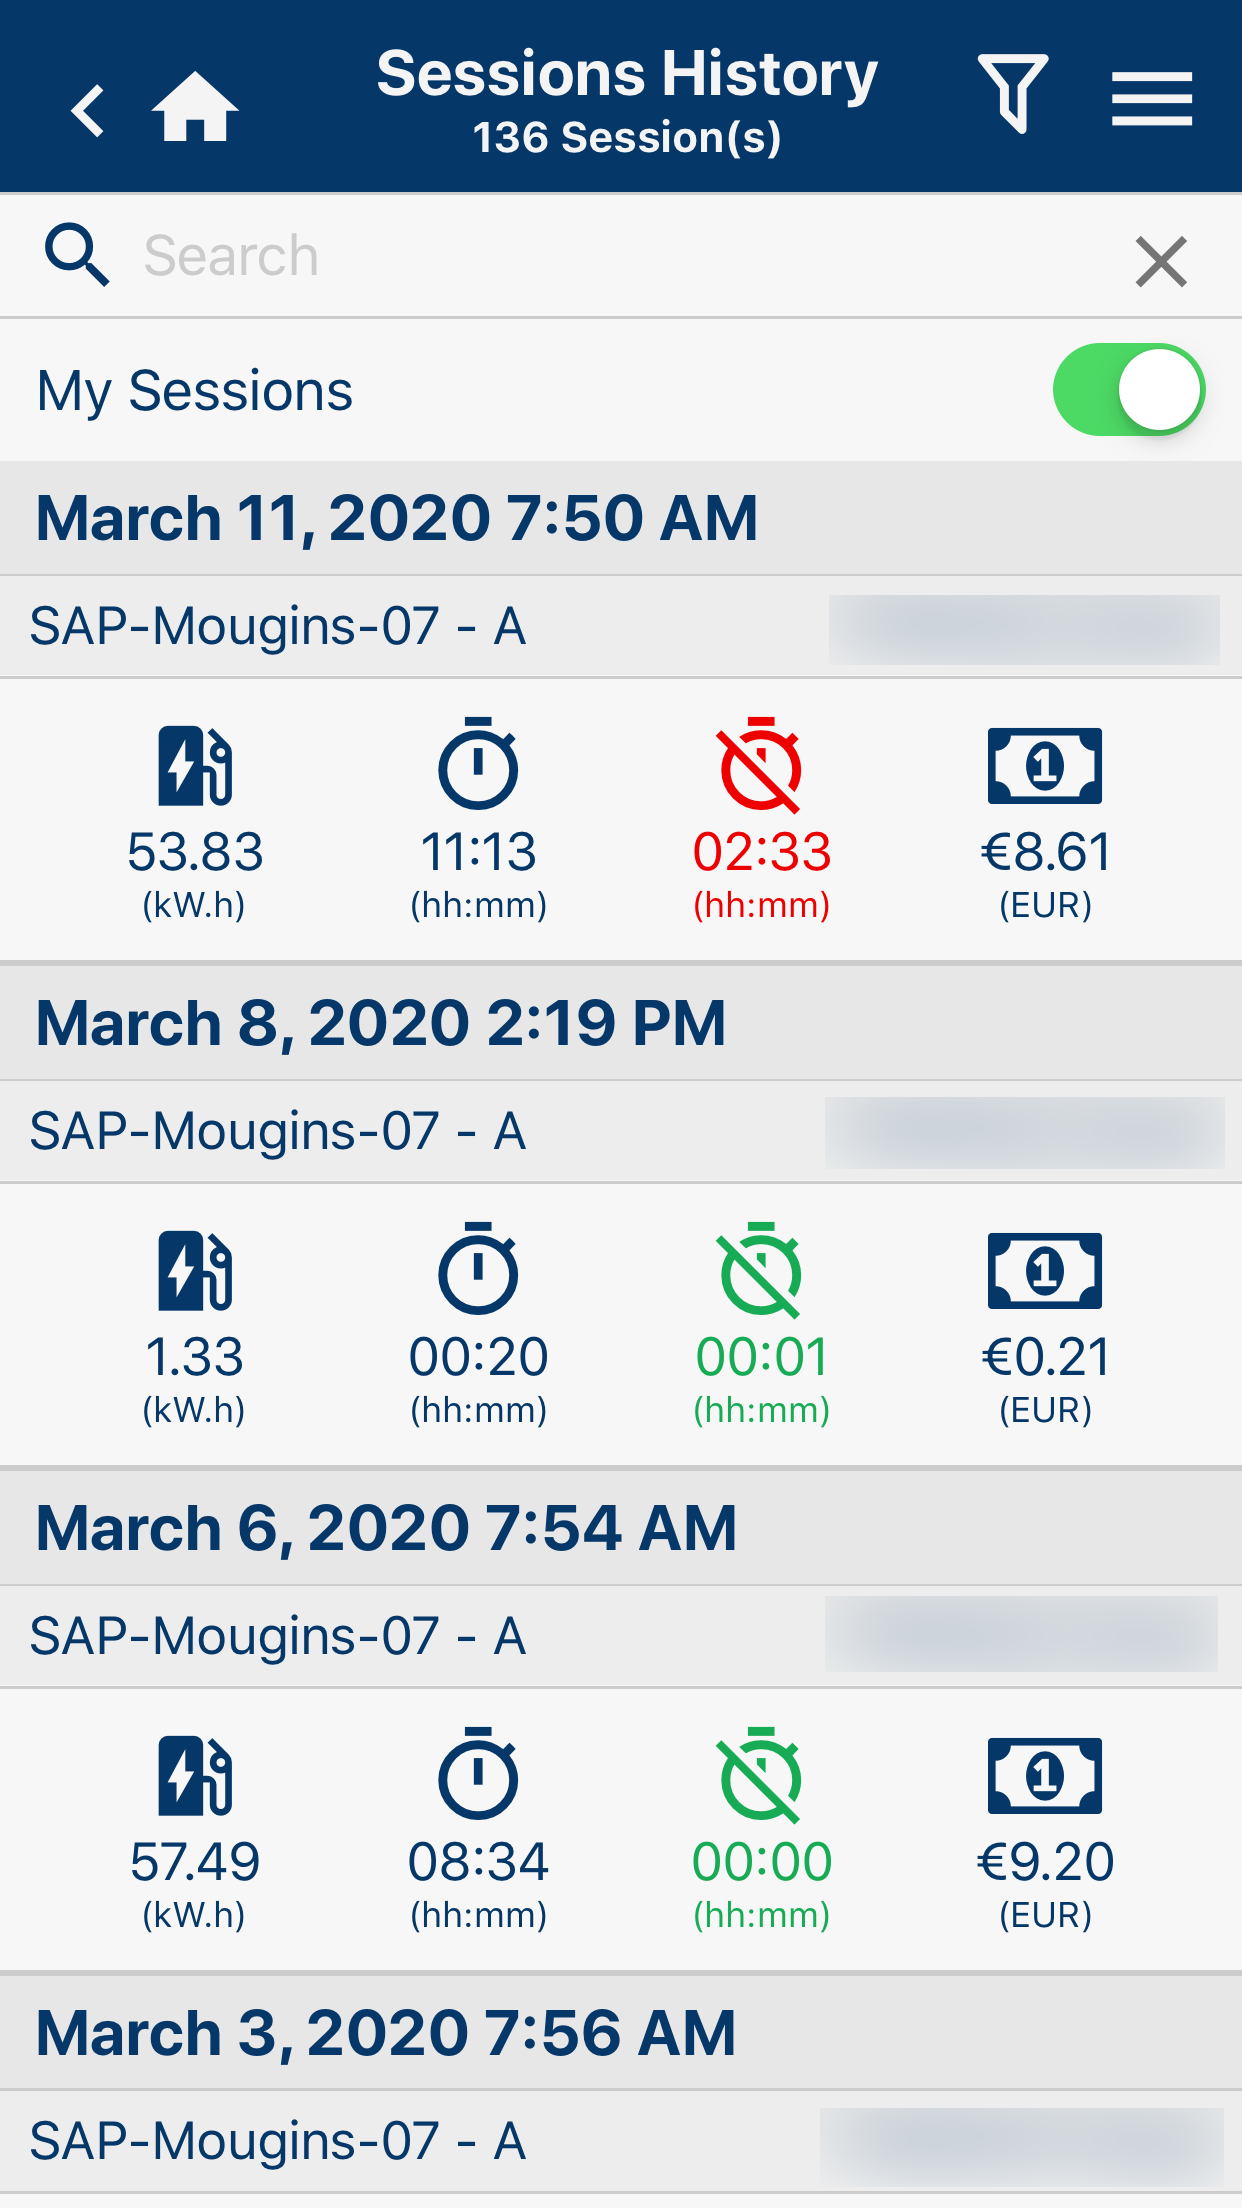 Sessions History
136 Session(s)
Search
My Sessions
March 11, 2020 7:50 AM
SAP-Mougins-07 - A
53.83 11:13 02:33 €8.61
(kW.h) (hh:mm) (hh:mm) (EUR)
March 8, 2020 2:19 PM
SAP-Mougins-07 - A
1.33 00:20 00:01 €0.21
(kW.h) (hh:mm) (hh:mm) (EUR)
March 6, 2020 7:54 AM
SAP-Mougins-07 - A
57.49 08:34 00:00 €9.20
(kW.h) (hh:mm) (hh:mm) (EUR)
March 3, 2020 7:56 AM
SAP-Mougins-07 - A